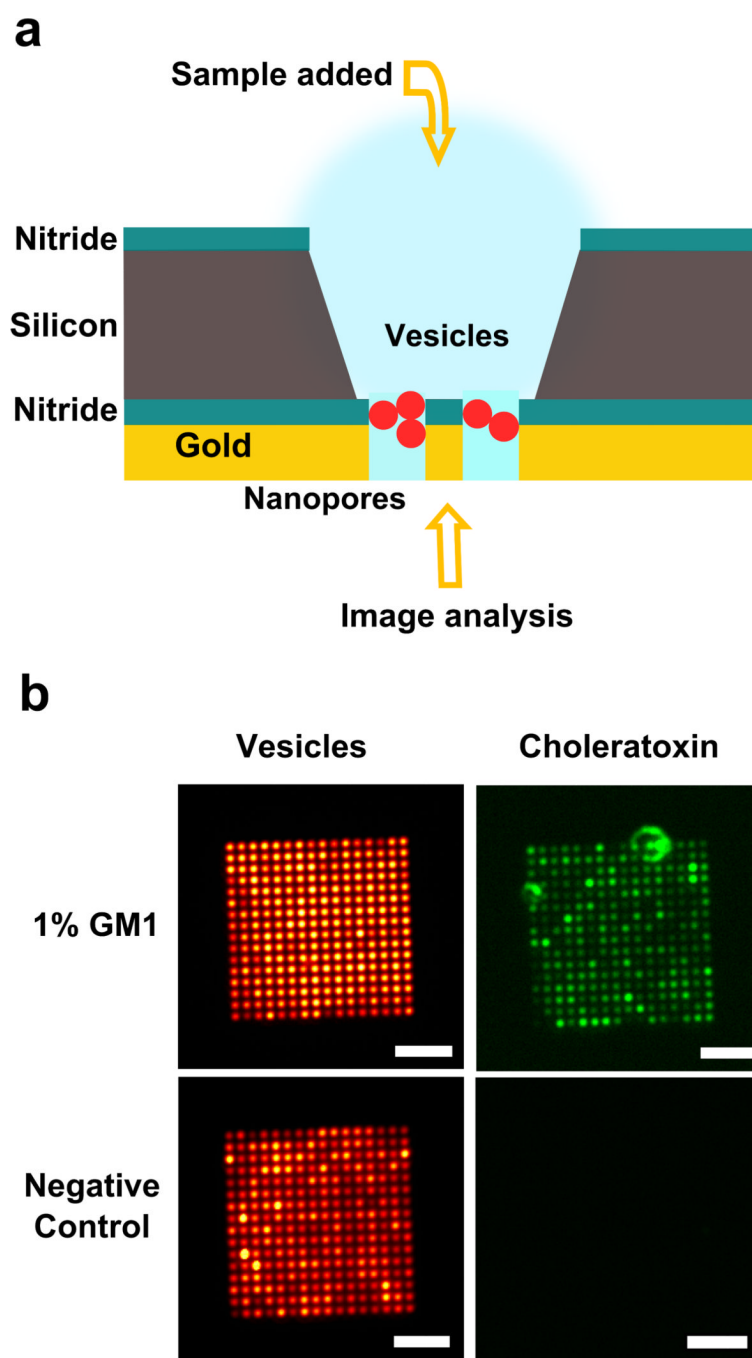 a
Sample added
Nitride
Silicon
Vesicles
Nitride
Gold
Nanopores
Image analysis
b
Vesicles
Choleratoxin
1% GM1
Negative
Control